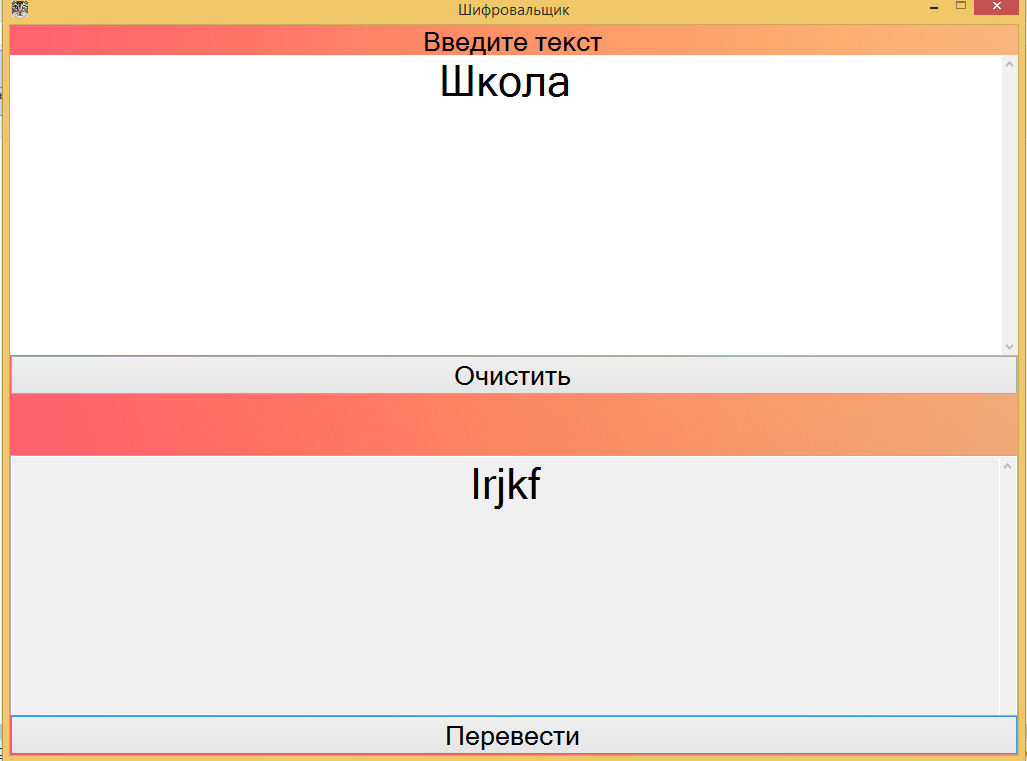 Шифровальщик
Введите текст
Школа
Очистить
Irjkf
Перевести